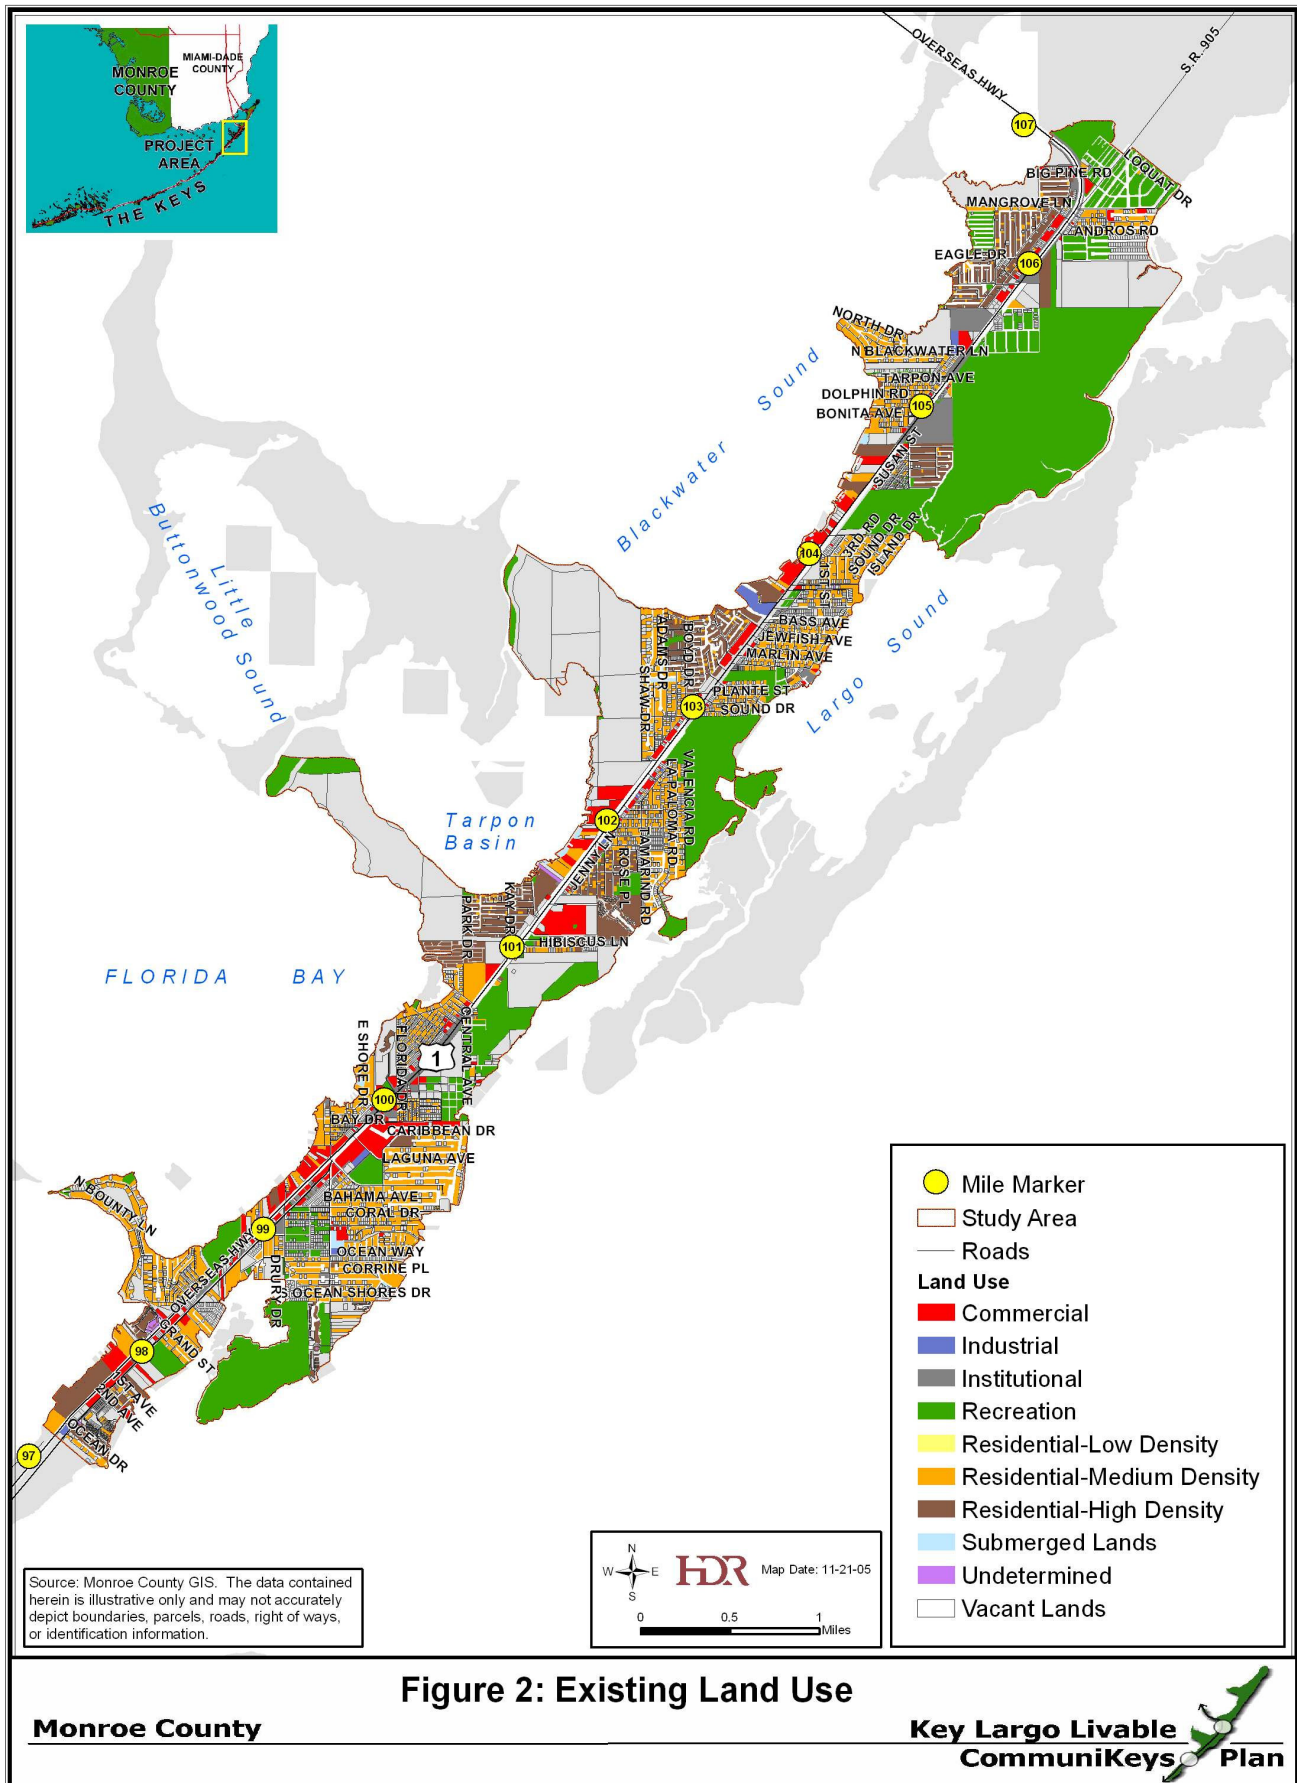 MONROE
COUNTY
MIAMI-DADE
COUNTY
PROJECT
AREA
THE KEYS
OVERSEAS HWY
S.R. 905
107
BIG PINE RD
LOQUAT DR
MANGROVE LN
ANDROS RD
EAGLE DR
106
NORTH DR
N BLACKWATER LN
TARPON AVE
DOLPHIN RD
105
BONITA AVE
SUSAN ST
Blackwater Sound
3RD RD
SOUND DR
ISLAND DR
104
1ST ST
Little
Buttonwood Sound
BASS AVE
JEWFISH AVE
MARLIN AVE
ADAMS DR
BOYD DR
SHAW DR
PLANTE ST
103
SOUND DR
Largo Sound
VALENCIA RD
LA PALOMA RD
Tarpon
Basin
102
JENNY LN
TAMARIND RD
ROSE PL
KAY DR
PARK DR
101
HIBISCUS LN
FLORIDA BAY
CENTRAL AVE
E SHORE DR
FLORIDA DR
1
100
BAY DR
CARIBBEAN DR
LAGUNA AVE
N BOUNTY LN
BAHAMA AVE
CORAL DR
99
OVERSEAS HWY
OCEAN WAY
CORRINE PL
DRURY DR
S OCEAN SHORES DR
GRAND ST
98
1ST AVE
2ND AVE
OCEAN DR
97
Mile Marker
Study Area
Roads
Land Use
Commercial
Industrial
Institutional
Recreation
Residential-Low Density
Residential-Medium Density
Residential-High Density
Submerged Lands
Undetermined
Vacant Lands
N
W E
S
HDR
Map Date: 11-21-05
0 0.5 1
Miles
Source: Monroe County GIS. The data contained
herein is illustrative only and may not accurately
depict boundaries, parcels, roads, right of ways,
or identification information.
Figure 2: Existing Land Use
Monroe County
Key Largo Livable
CommuniKeys Plan